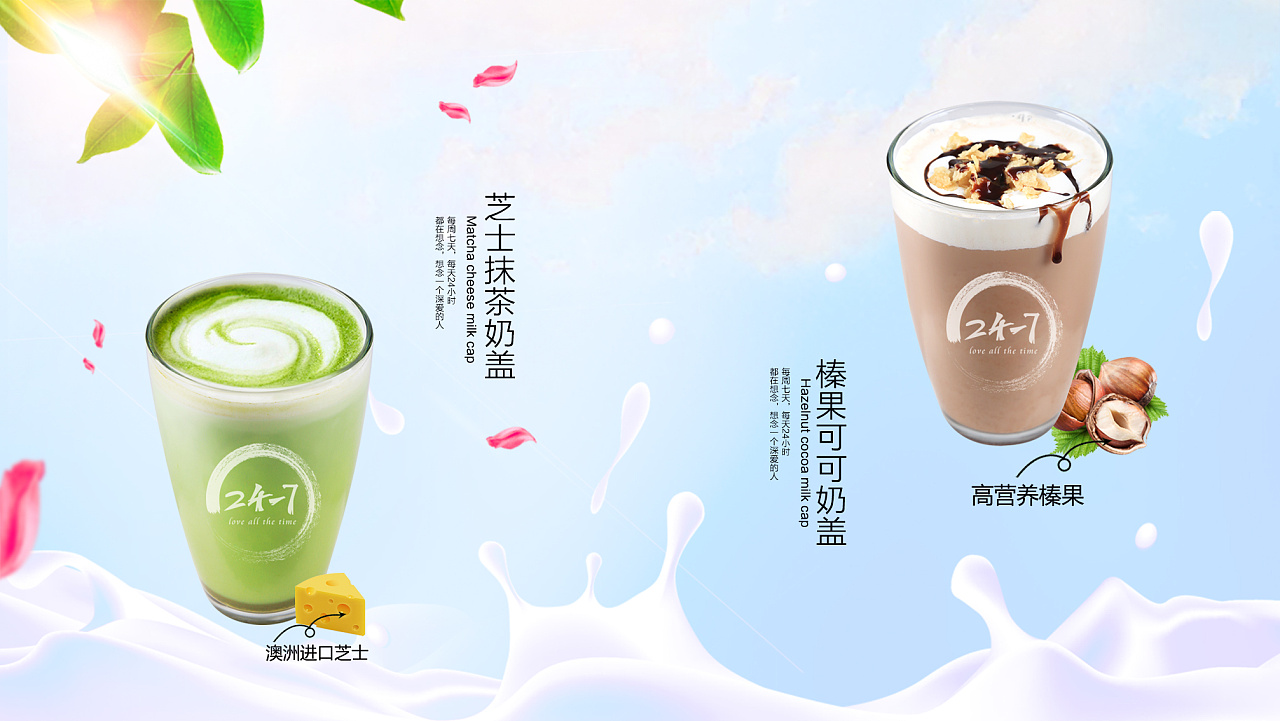 芝士抹茶奶盖
Matcha cheese milk cap
每周七天、每天24小时
都在想念，想念一个深爱的人
24-7
love all the time
澳洲进口芝士
榛果可可奶盖
Hazelnut cocoa milk cap
每周七天、每天24小时
都在想念，想念一个深爱的人
24-7
love all the time
高营养榛果